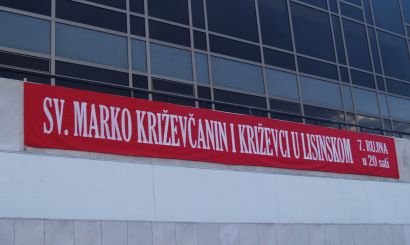 SV. MARKO KRIŽEVČANIN I KRIŽEVCI U LISINSKOM
7. RUJNA
u 20 sati